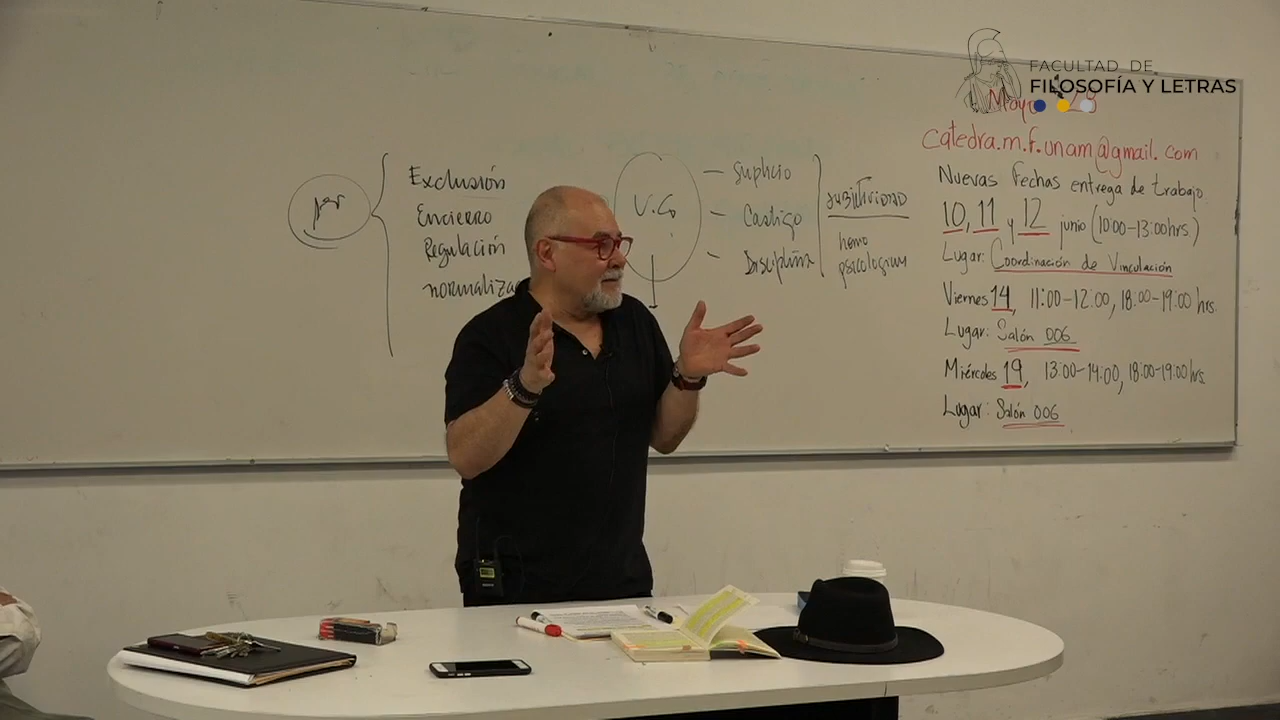 FACULTAD DE
FILOSOFÍA Y LETRAS
Mayo 28
catedra.m.f.unam@gmail.com
Nuevas fechas entrega de trabajo
10, 11 y 12 junio (10:00-13:00hrs)
Lugar: Coordinación de Vinculación
Viernes 14, 11:00-12:00, 18:00-19:00 hrs.
Lugar: Salón 006
Miércoles 19, 13:00-14:00, 18:00-19:00 hrs.
Lugar: Salón 006
Exclusión
Encierro
Regulación
normaliza
- Suplicio
- Castigo
- Disciplina
subjetividad
homo
psicologicum